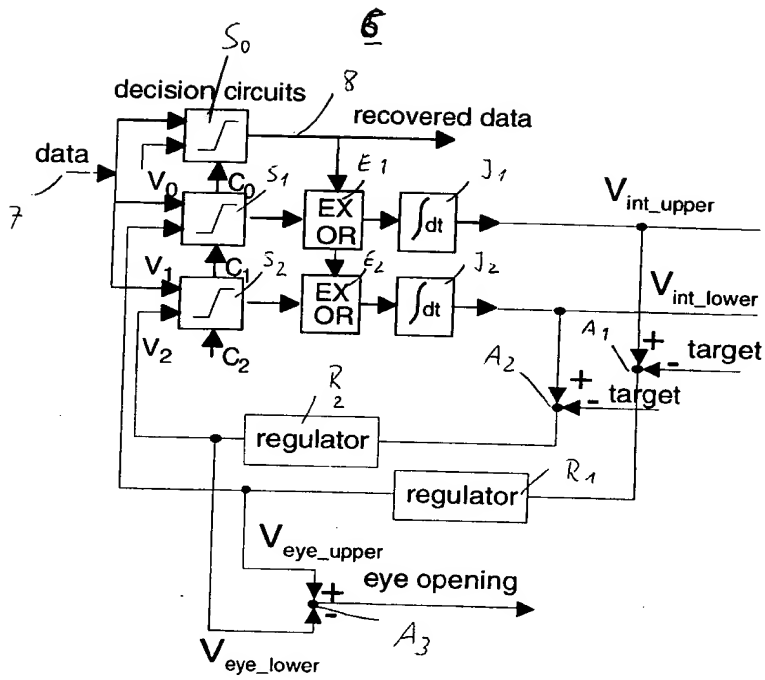 6
S0
decision circuits
8
recovered data
data
7
V0
C0
S1
E1
EX
OR
J1
∫dt
Vint_upper
V1
C1
S2
E2
EX
OR
J2
∫dt
Vint_lower
V2
C2
A1
+
- target
A2
+
- target
R2
regulator
regulator
R1
Veye_upper
+
eye opening
-
A3
Veye_lower